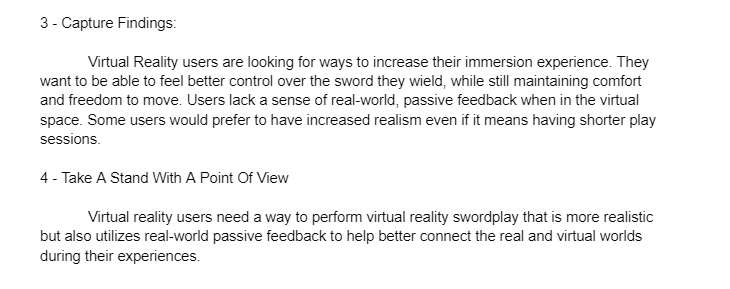 3 - Capture Findings:
Virtual Reality users are looking for ways to increase their immersion experience. They
want to be able to feel better control over the sword they wield, while still maintaining comfort
and freedom to move. Users lack a sense of real-world, passive feedback when in the virtual
space. Some users would prefer to have increased realism even if it means having shorter play
sessions.
4 - Take A Stand With A Point Of View
Virtual reality users need a way to perform virtual reality swordplay that is more realistic
but also utilizes real-world passive feedback to help better connect the real and virtual worlds
during their experiences.